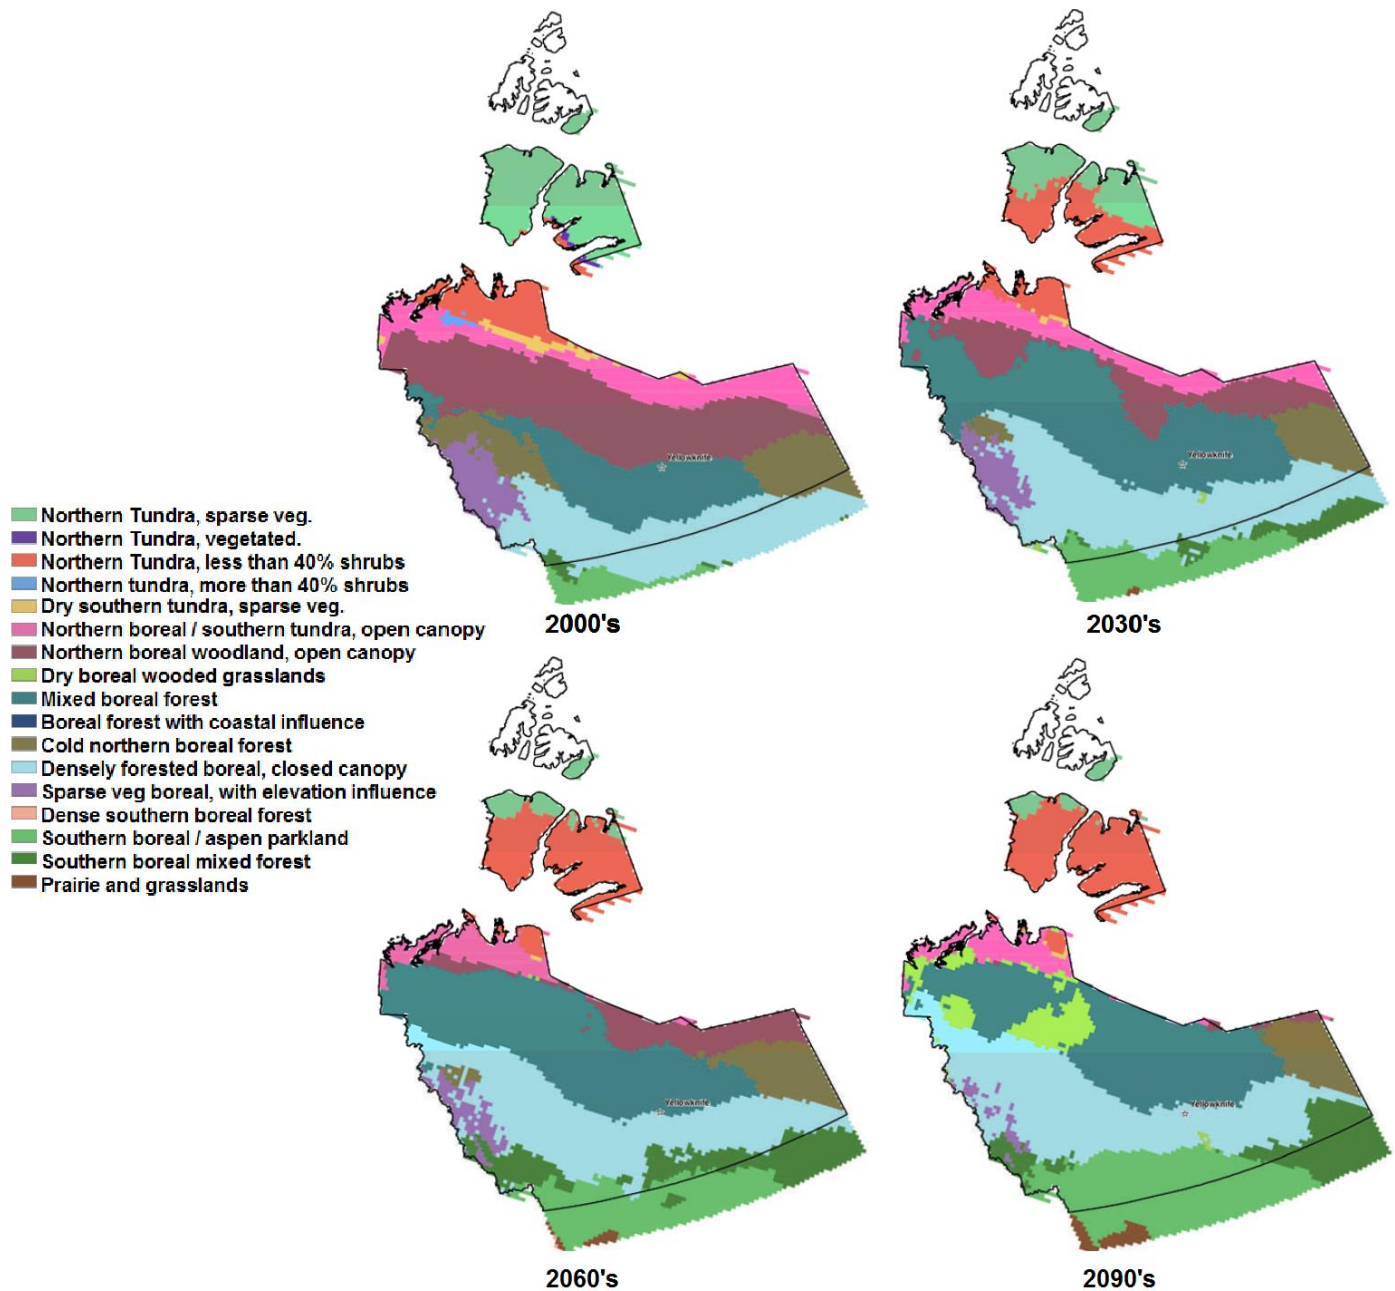 Yellowknife
Yellowknife
Northern Tundra, sparse veg.
Northern Tundra, vegetated.
Northern Tundra, less than 40% shrubs
Northern tundra, more than 40% shrubs
Dry southern tundra, sparse veg.
Northern boreal / southern tundra, open canopy
Northern boreal woodland, open canopy
Dry boreal wooded grasslands
Mixed boreal forest
Boreal forest with coastal influence
Cold northern boreal forest
Densely forested boreal, closed canopy
Sparse veg boreal, with elevation influence
Dense southern boreal forest
Southern boreal / aspen parkland
Southern boreal mixed forest
Prairie and grasslands
2000's
2030's
Yellowknife
Yellowknife
2060's
2090's